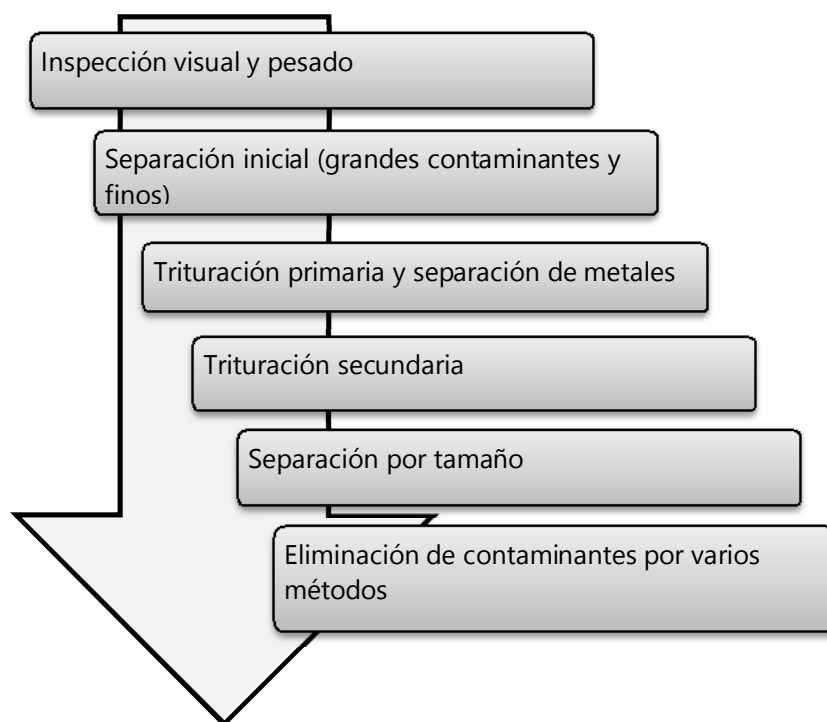 Inspección visual y pesado
Separación inicial (grandes contaminantes y
finos)
Trituración primaria y separación de metales
Trituración secundaria
Separación por tamaño
Eliminación de contaminantes por varios
métodos